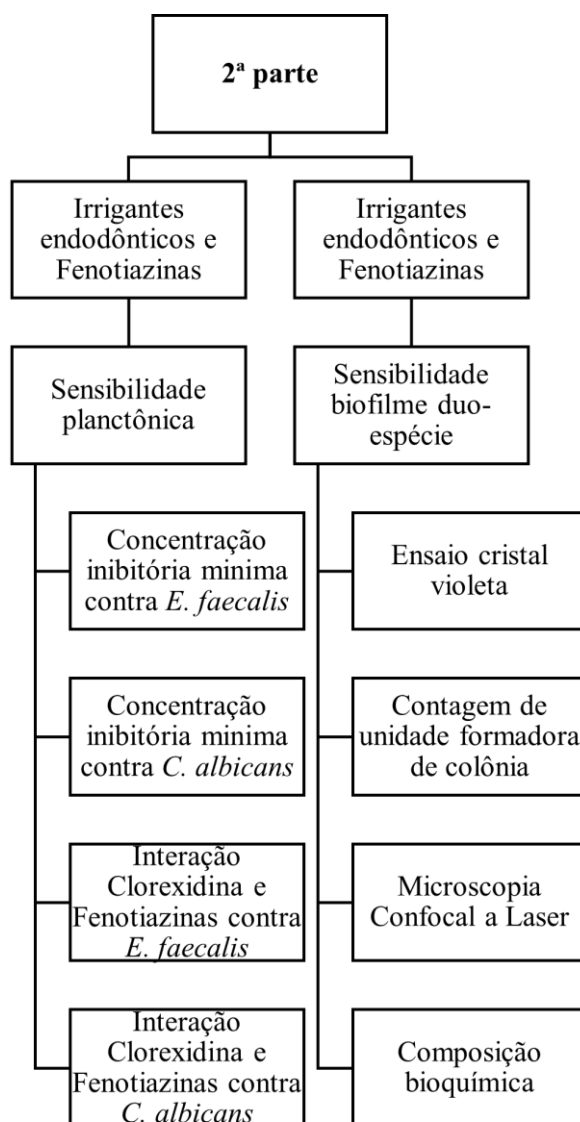 2ª parte
Irrigantes
endodônticos e
Fenotiazinas
Irrigantes
endodônticos e
Fenotiazinas
Sensibilidade
planctônica
Sensibilidade
biofilme duo-
espécie
Concentração
inibitória minima
contra E. faecalis
Concentração
inibitória minima
contra C. albicans
Interação
Clorexidina e
Fenotiazinas contra
E. faecalis
Interação
Clorexidina e
Fenotiazinas contra
C. albicans
Ensaio cristal
violeta
Contagem de
unidade formadora
de colônia
Microscopia
Confocal a Laser
Composição
bioquímica